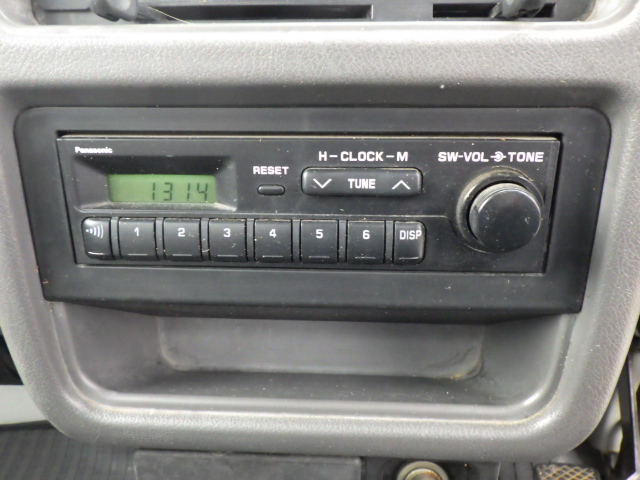 Panasonic
H-CLOCK-M
SW-VOL TONE
RESET
TUNE
1314
1 2 3 4 5 6 DISP